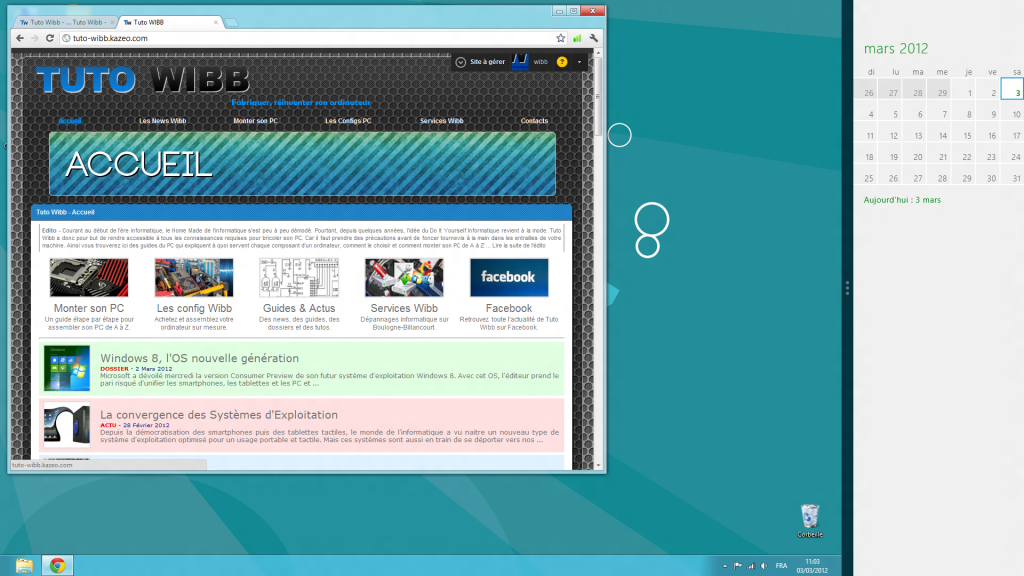 Tuto Wibb - ... Tuto Wibb -
Tuto WIBB
tuto-wibb.kazeo.com
Site à gérer
wibb
TUTO WIBB
Fabriquer, réinventer son ordinateur
Accueil
Les News Wibb
Monter son PC
Les Configs PC
Services Wibb
Contacts
ACCUEIL
Tuto Wibb - Accueil
Edito - Courant au début de l'ère informatique, le Home Made de l'informatique s'est peu à peu démodé. Pourtant, depuis quelques années, l'idée du Do It Yourself informatique revient à la mode. Tuto
Wibb a donc pour but de rendre accessible à tous les connaissances requises pour bricoler son PC. Car il faut prendre des précautions avant de foncer tournevis à la main dans les entrailles de votre
machine. Ainsi vous trouverez ici des guides du PC qui expliquent à quoi servent chaque composant d'un ordinateur, comment le choisir et comment monter son PC de A à Z ... Lire la suite de l'édito
facebook
Monter son PC
Un guide étape par étape pour
assembler son PC de A à Z.
Les config Wibb
Achetez et assemblez votre
ordinateur sur mesure.
Guides & Actus
Des news, des guides, des
dossiers et des tutos.
Services Wibb
Dépannages informatique sur
Boulogne-Billancourt
Facebook
Retrouvez toute l'actualité de Tuto
Wibb sur Facebook.
Windows 8, l'OS nouvelle génération
DOSSIER - 2 Mars 2012
Microsoft a dévoilé mercredi la version Consumer Preview de son futur système d'exploitation Windows 8. Avec cet OS, l'éditeur prend le
pari risqué d'unifier les smartphones, les tablettes et les PC et ...
La convergence des Systèmes d'Exploitation
ACTU - 28 Février 2012
Depuis la démocratisation des smartphones puis des tablettes tactiles, le monde de l'informatique a vu naitre un nouveau type de
système d'exploitation optimisé pour un usage portable et tactile. Mais ces systèmes sont aussi en train de se déporter vers nos ...
tuto-wibb.kazeo.com
Corbeille
FRA
11:03
03/03/2012
mars 2012
di lu ma me je ve sa
26 27 28 29 1 2 3
4 5 6 7 8 9 10
11 12 13 14 15 16 17
18 19 20 21 22 23 24
25 26 27 28 29 30 31
Aujourd'hui : 3 mars